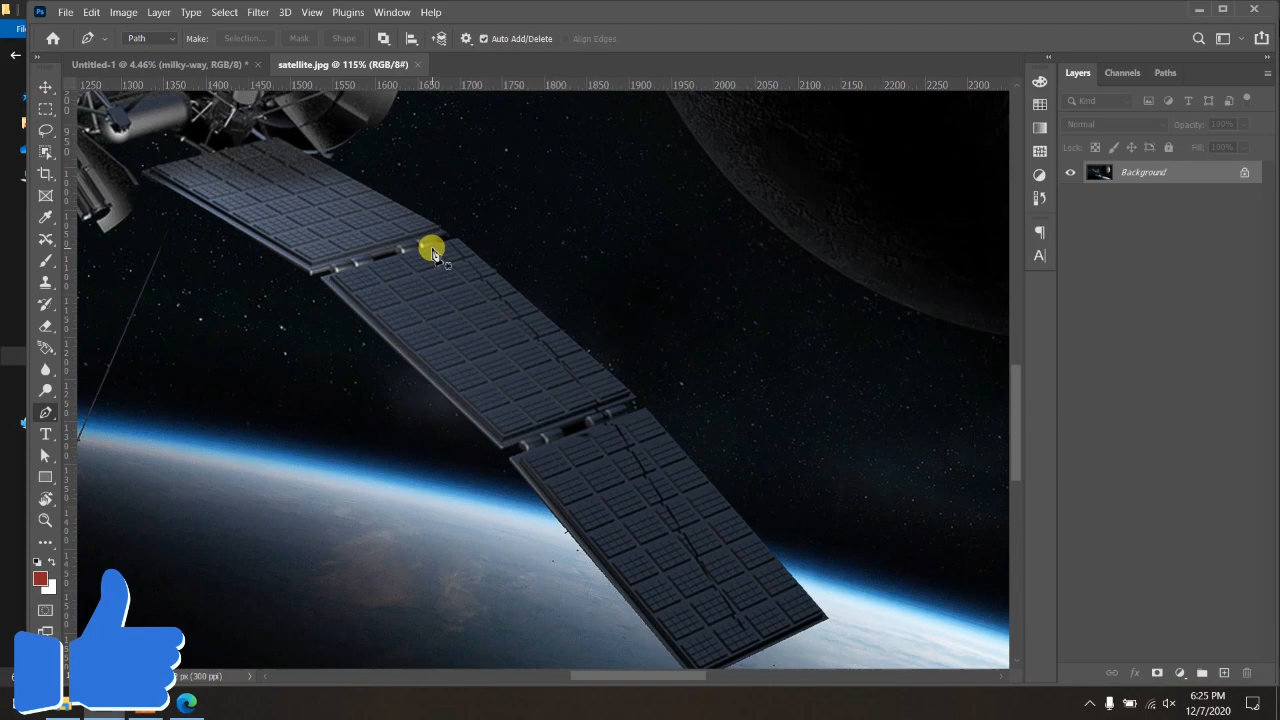 Ps File Edit Image Layer Type Select Filter 3D View Plugins Window Help
Path Make: Selection... Mask Shape Auto Add/Delete Align Edges
Untitled-1 @ 4.46% (milky-way, RGB/8) * × satellite.jpg @ 115% (RGB/8#) ×
1250 1300 1350 1400 1450 1500 1550 1600 1650 1700 1750 1800 1850 1900 1950 2000 2050 2100 2150 2200 2250 2300
Layers Channels Paths
Kind
Normal Opacity: 100%
Lock: Fill: 100%
Background
px (300 ppi)
6:25 PM
12/7/2020